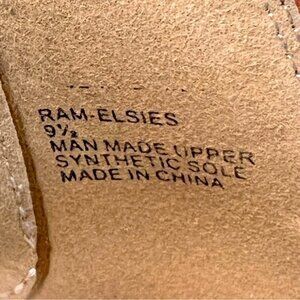 RAM-ELSIES
9½
MAN MADE UPPER
SYNTHETIC SOLE
MADE IN CHINA